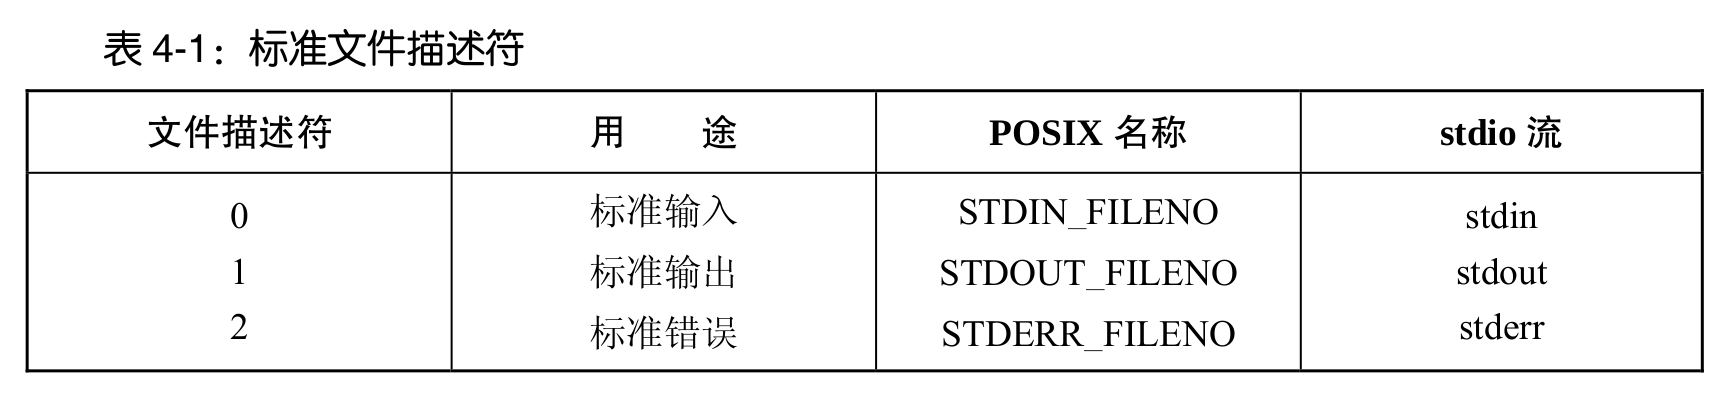 表 4-1：标准文件描述符
文件描述符 用 途 POSIX 名称 stdio 流
0 标准输入 STDIN_FILENO stdin
1 标准输出 STDOUT_FILENO stdout
2 标准错误 STDERR_FILENO stderr